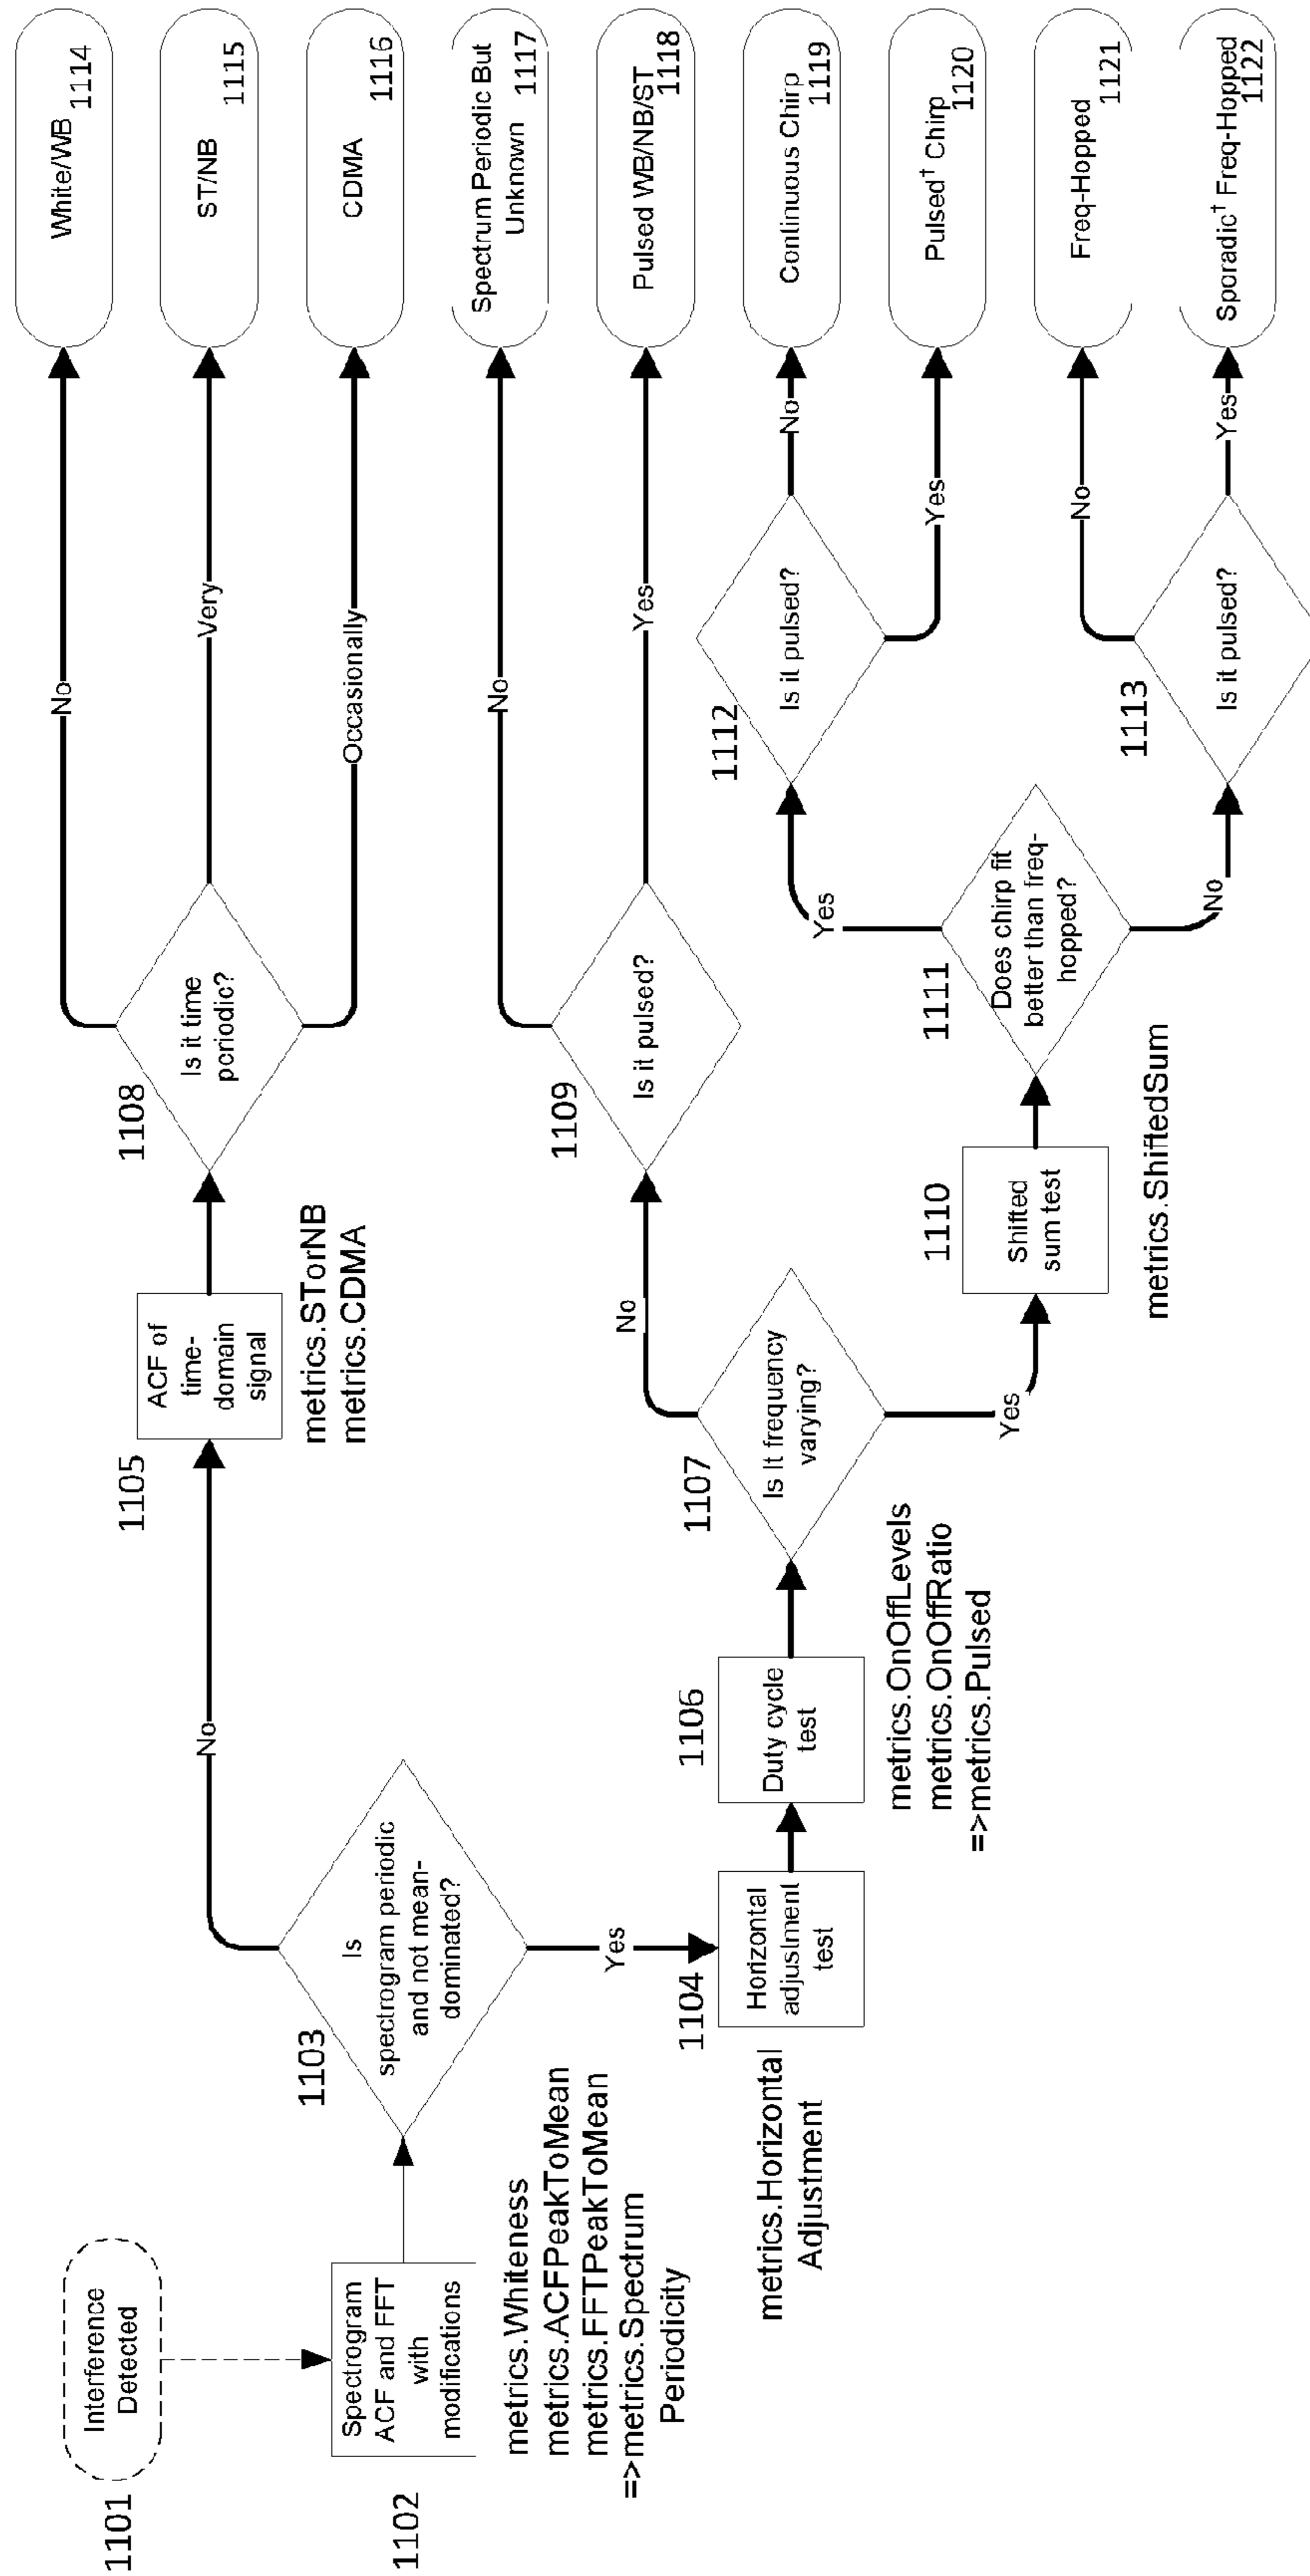 1101
Interference
Detected
1102
Spectrogram
ACF and FFT
with
modifications
metrics.Whiteness
metrics.ACFPeakToMean
metrics.FFTPeakToMean
=>metrics.Spectrum
Periodicity
1103
Is
spectrogram periodic
and not mean-
dominated?
No
Yes
1104
Horizontal
adjustment
test
metrics.Horizontal
Adjustment
1105
ACF of
time-
domain
signal
metrics.STorNB
metrics.CDMA
1106
Duty cycle
test
metrics.OnOffLevels
metrics.OnOffRatio
=>metrics.Pulsed
1107
Is It frequency
varying?
No
Yes
1108
Is it time
periodic?
No
Very
Occasionally
1109
Is it pulsed?
No
Yes
1110
Shifted
sum test
metrics.ShiftedSum
1111
Does chirp fit
better than freq-
hopped?
Yes
No
1112
Is it pulsed?
No
Yes
1113
Is it pulsed?
No
Yes
White/WB
1114
ST/NB
1115
CDMA
1116
Spectrum Periodic But
Unknown
1117
Pulsed WB/NB/ST
1118
Continuous Chirp
1119
Pulsed† Chirp
1120
Freq-Hopped
1121
Sporadic† Freq-Hopped
1122